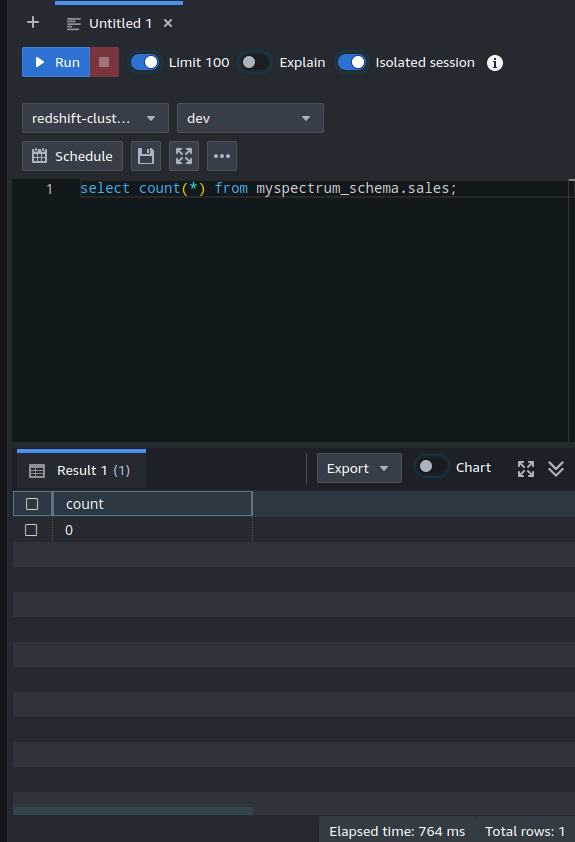 Untitled 1
Run Limit 100 Explain Isolated session
redshift-clust... dev
Schedule
1 select count(*) from myspectrum_schema.sales;
Result 1 (1) Export Chart
count
0
Elapsed time: 764 ms Total rows: 1